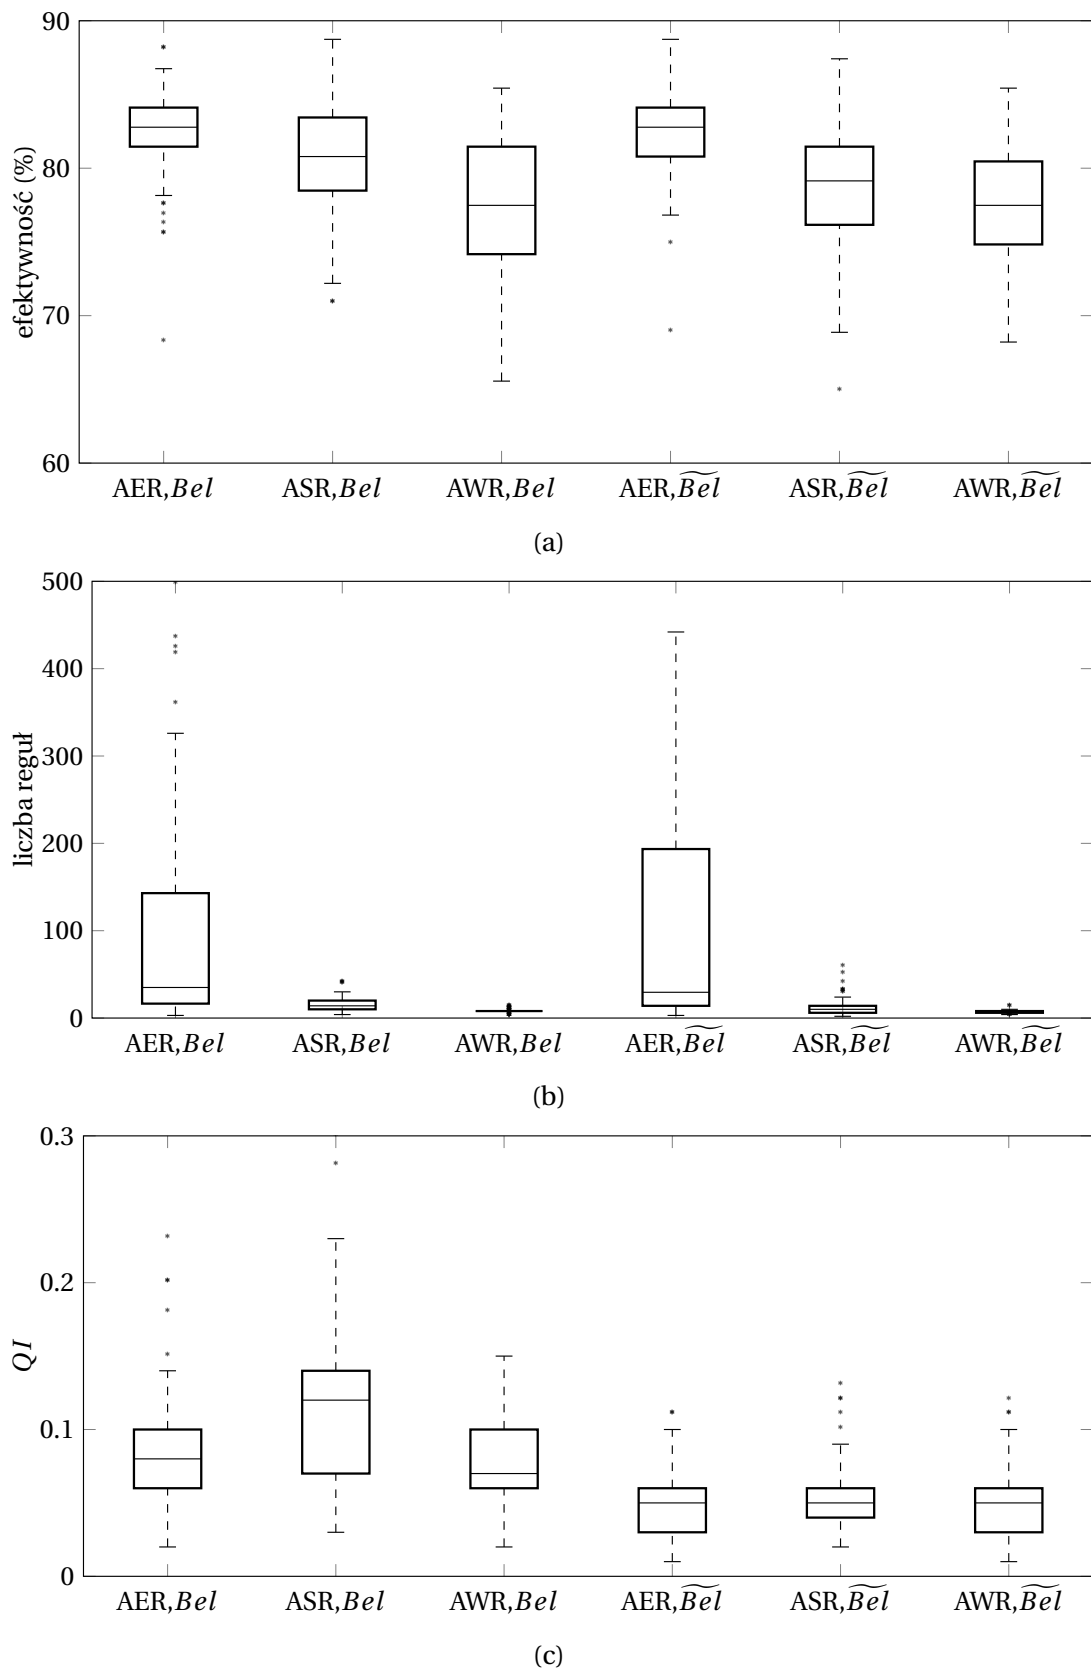 90
80
70
60
efektywność (%)
AER,Bel ASR,Bel AWR,Bel AER,B͠el ASR,B͠el AWR,B͠el
(a)
500
400
300
200
100
0
liczba reguł
AER,Bel ASR,Bel AWR,Bel AER,B͠el ASR,B͠el AWR,B͠el
(b)
0.3
0.2
0.1
0
QI
AER,Bel ASR,Bel AWR,Bel AER,B͠el ASR,B͠el AWR,B͠el
(c)